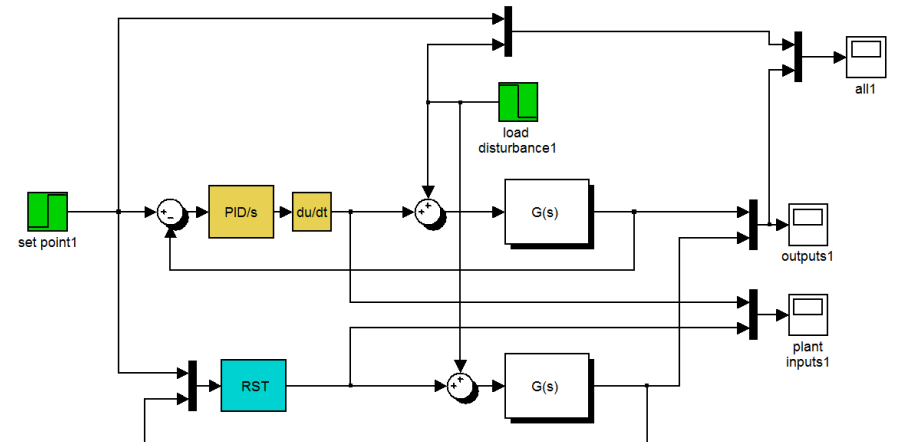 all1
load
disturbance1
set point1
+
−
PID/s
du/dt
+
+
G(s)
outputs1
plant
inputs1
RST
+
+
G(s)